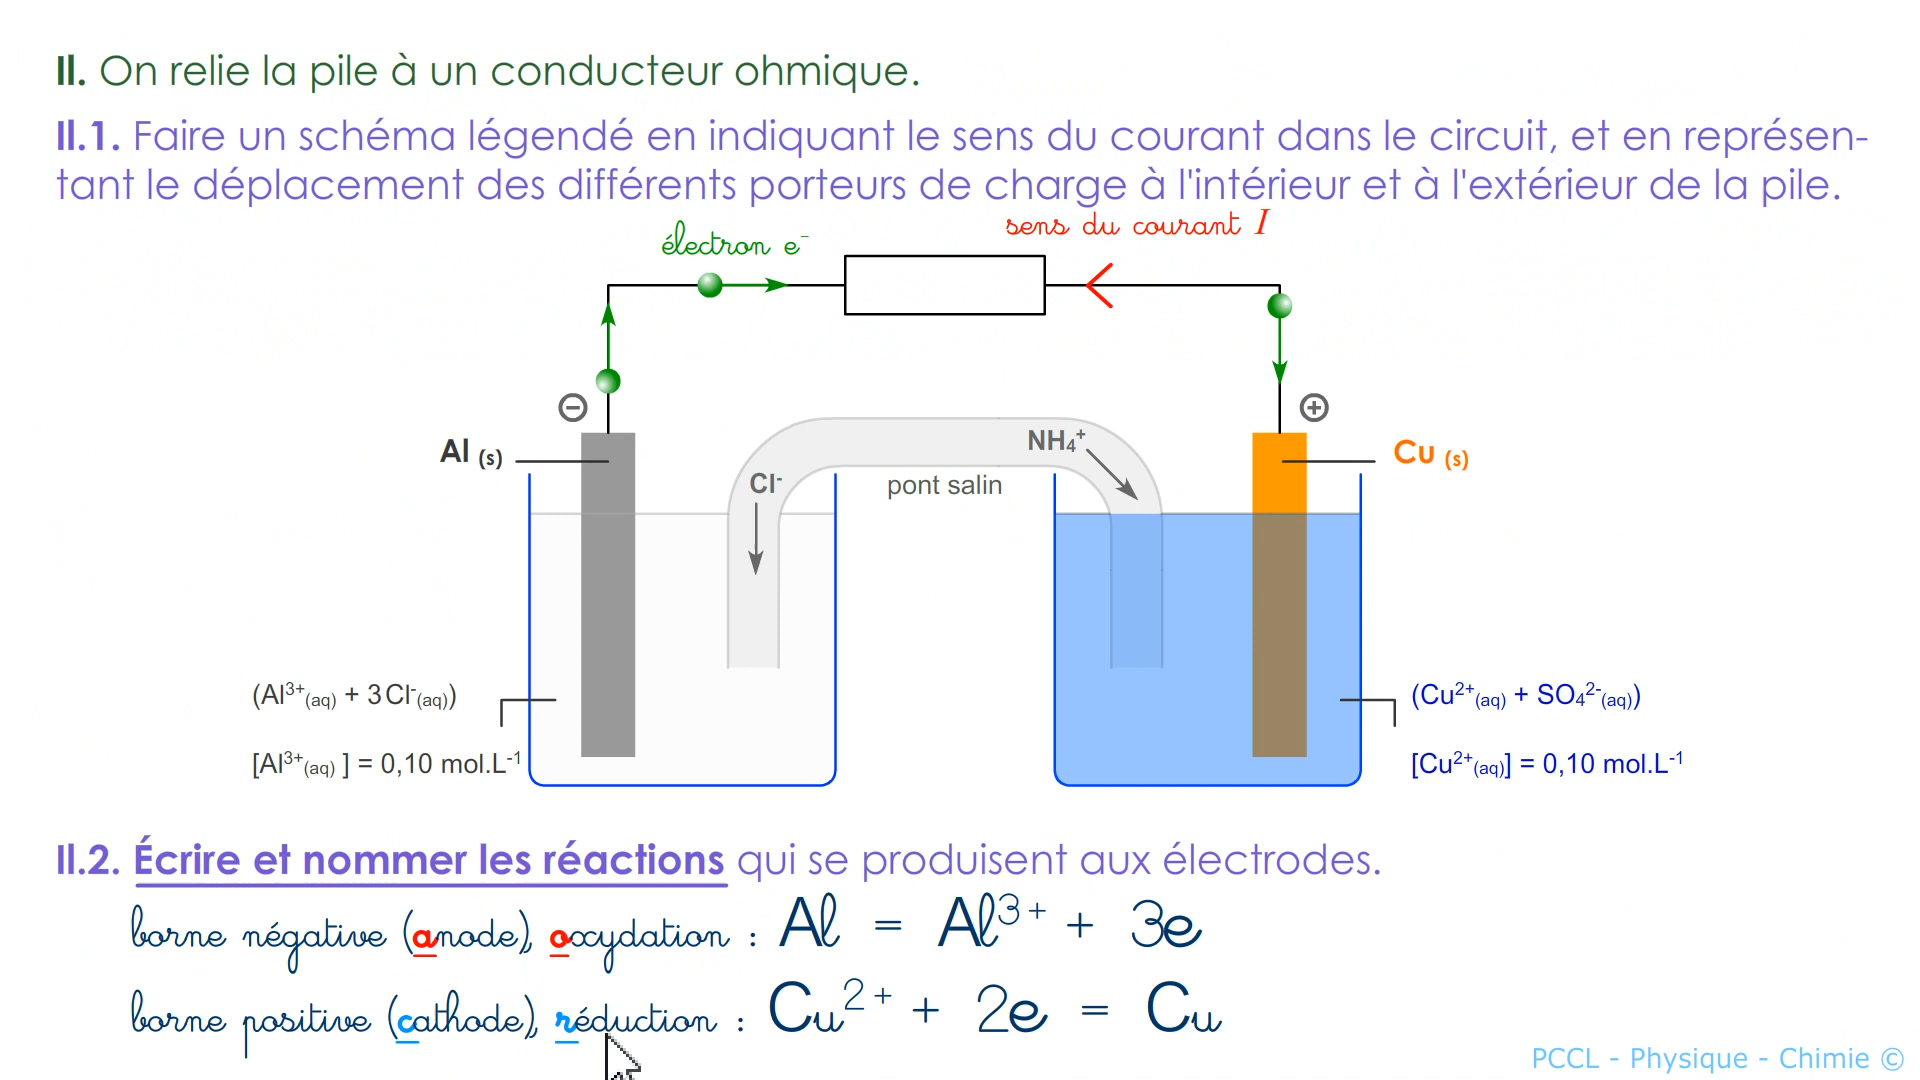 II. On relie la pile à un conducteur ohmique.
II.1. Faire un schéma légendé en indiquant le sens du courant dans le circuit, et en représen-
tant le déplacement des différents porteurs de charge à l'intérieur et à l'extérieur de la pile.
sens du courant I
électron e⁻
⊖
⊕
Al (s)
NH₄⁺
Cu (s)
Cl⁻
pont salin
(Al³⁺(aq) + 3 Cl⁻(aq))
(Cu²⁺(aq) + SO₄²⁻(aq))
[Al³⁺(aq) ] = 0,10 mol.L⁻¹
[Cu²⁺(aq)] = 0,10 mol.L⁻¹
II.2. Écrire et nommer les réactions qui se produisent aux électrodes.
borne négative (anode), oxydation : Al = Al³⁺ + 3e
borne positive (cathode), réduction : Cu²⁺ + 2e = Cu
PCCL - Physique - Chimie ©